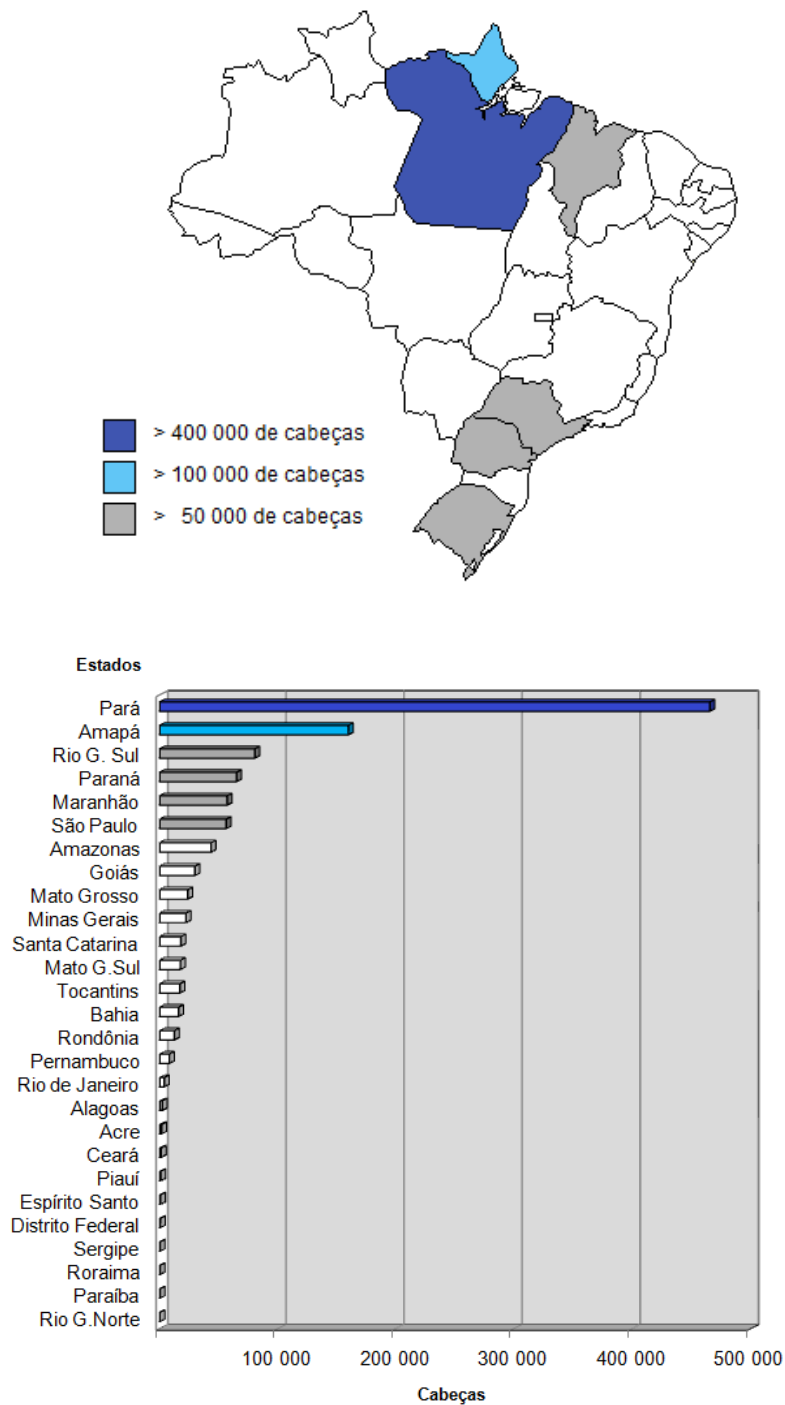 > 400 000 de cabeças
> 100 000 de cabeças
> 50 000 de cabeças
Estados
Pará
Amapá
Rio G. Sul
Paraná
Maranhão
São Paulo
Amazonas
Goiás
Mato Grosso
Minas Gerais
Santa Catarina
Mato G.Sul
Tocantins
Bahia
Rondônia
Pernambuco
Rio de Janeiro
Alagoas
Acre
Ceará
Piauí
Espírito Santo
Distrito Federal
Sergipe
Roraima
Paraíba
Rio G.Norte
100 000 200 000 300 000 400 000 500 000
Cabeças